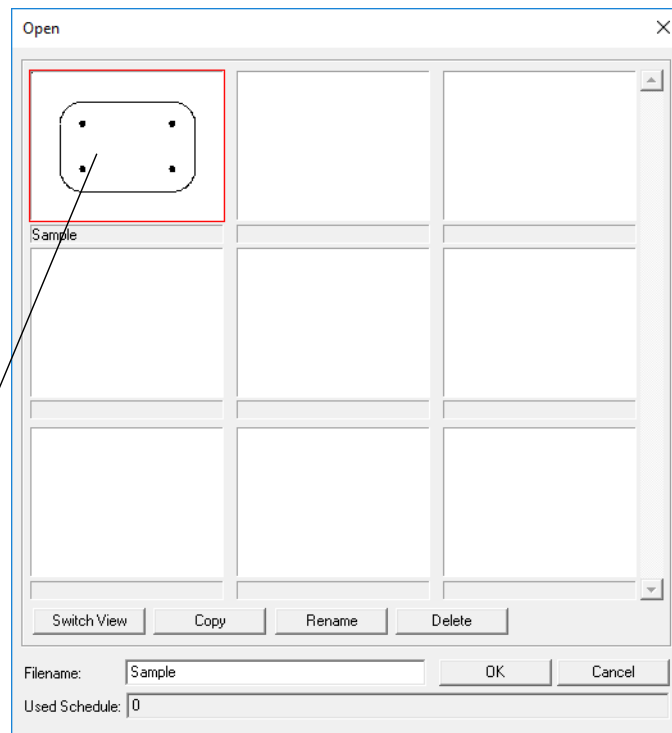 Open
Sample
Switch View Copy Rename Delete
Filename: Sample OK Cancel
Used Schedule: 0